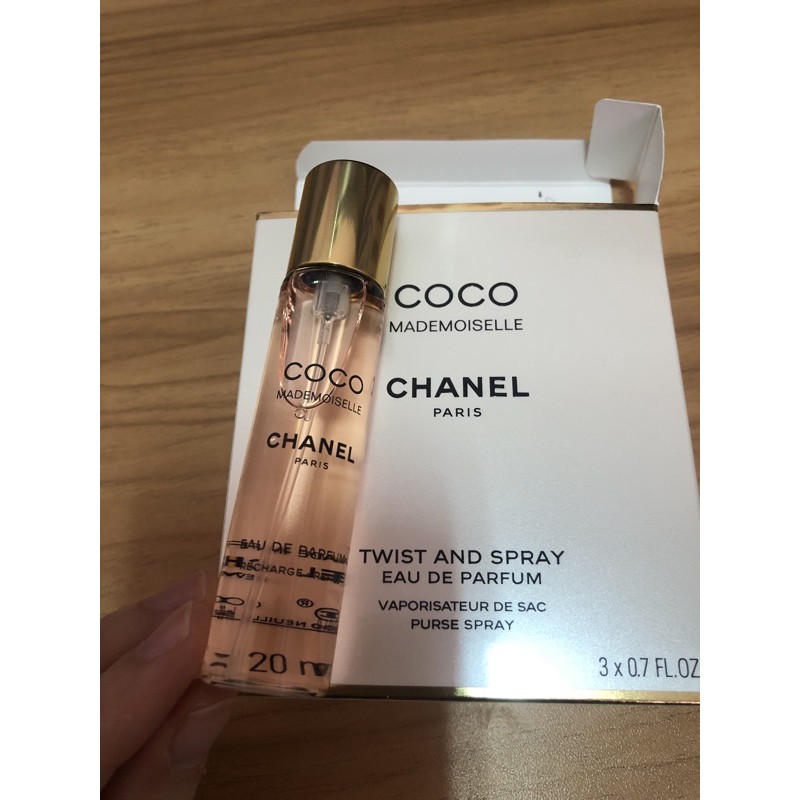 COCO
MADEMOISELLE
CHANEL
PARIS
TWIST AND SPRAY
EAU DE PARFUM
VAPORISATEUR DE SAC
PURSE SPRAY
3 x 0.7 FL.OZ
COCO
MADEMOISELLE
CHANEL
PARIS
EAU DE PARFUM
RECHARGE
20